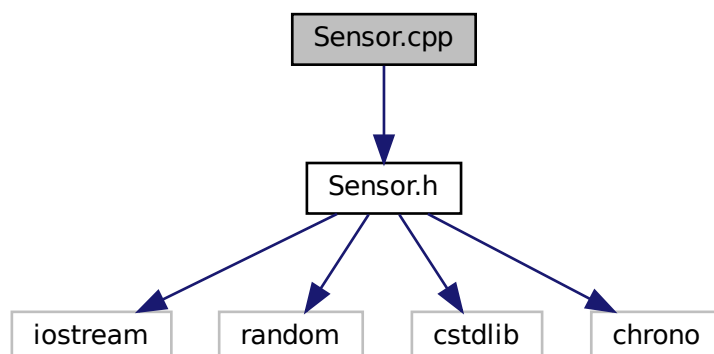 Sensor.cpp
Sensor.h
iostream
random
cstdlib
chrono